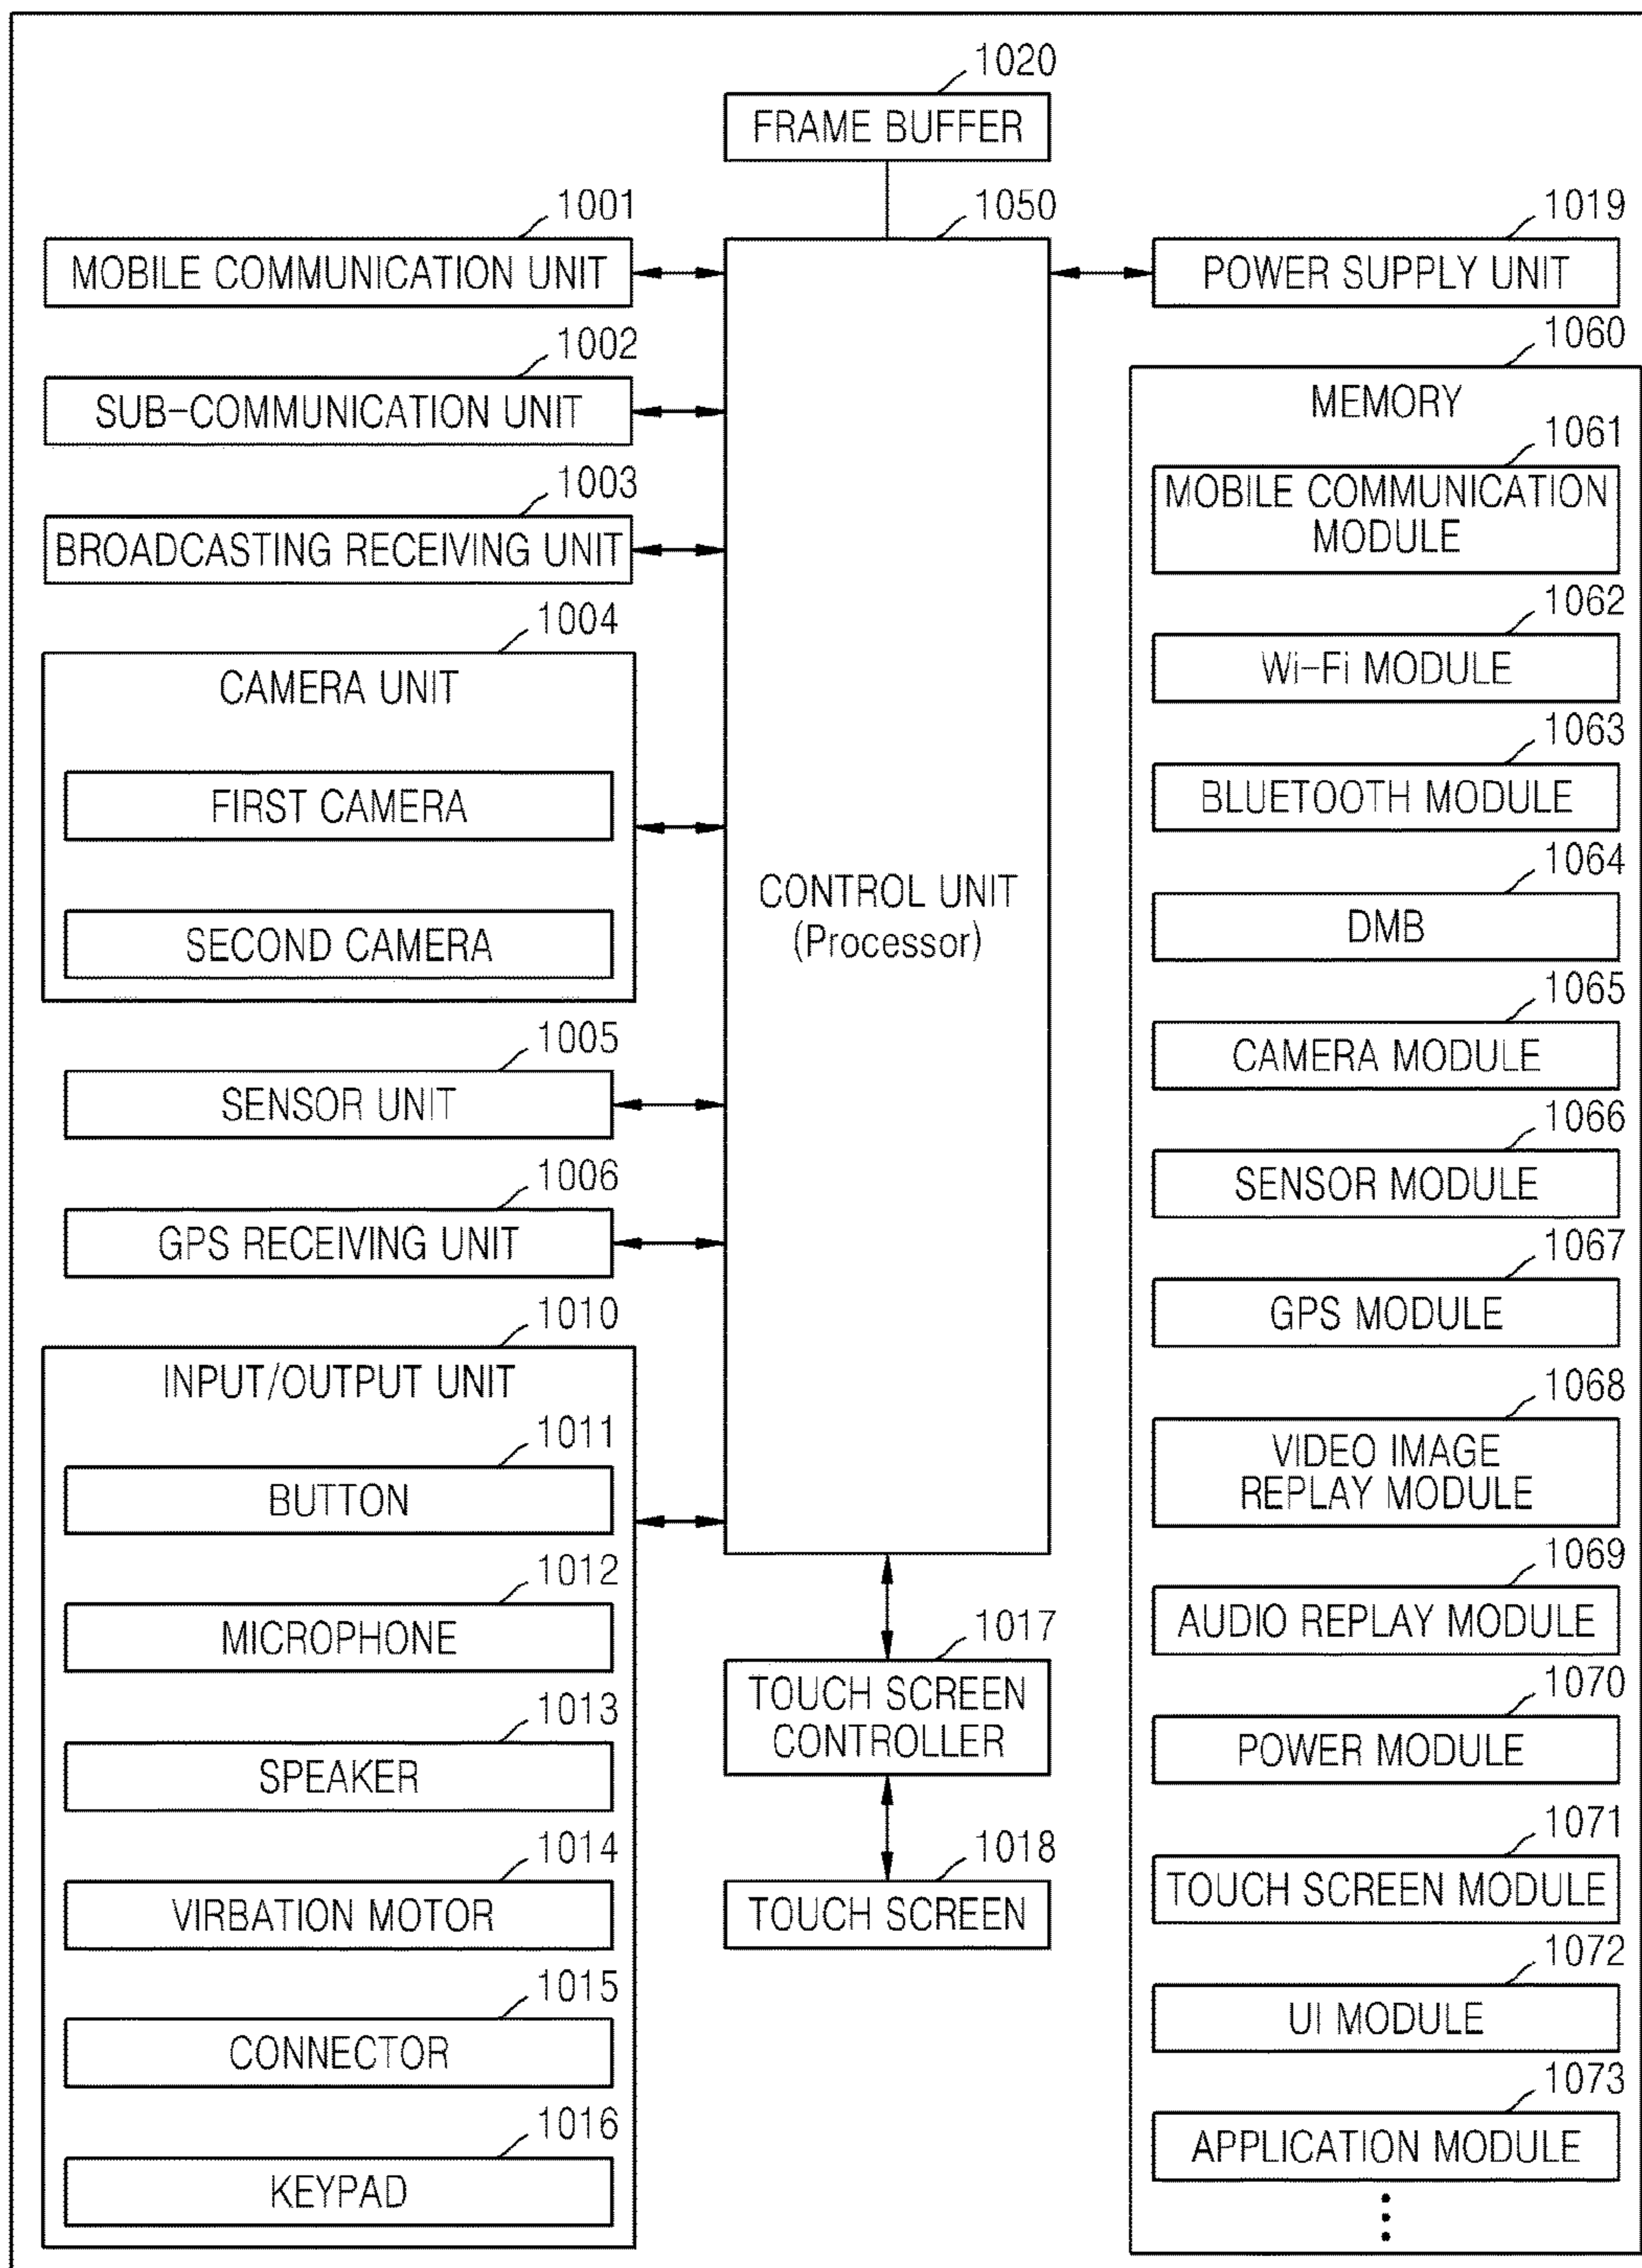 1020
FRAME BUFFER
1001
MOBILE COMMUNICATION UNIT
1002
SUB-COMMUNICATION UNIT
1003
BROADCASTING RECEIVING UNIT
1004
CAMERA UNIT
FIRST CAMERA
SECOND CAMERA
1005
SENSOR UNIT
1006
GPS RECEIVING UNIT
1010
INPUT/OUTPUT UNIT
1011
BUTTON
1012
MICROPHONE
1013
SPEAKER
1014
VIRBATION MOTOR
1015
CONNECTOR
1016
KEYPAD
1050
CONTROL UNIT
(Processor)
1017
TOUCH SCREEN
CONTROLLER
1018
TOUCH SCREEN
1019
POWER SUPPLY UNIT
1060
MEMORY
1061
MOBILE COMMUNICATION
MODULE
1062
Wi-Fi MODULE
1063
BLUETOOTH MODULE
1064
DMB
1065
CAMERA MODULE
1066
SENSOR MODULE
1067
GPS MODULE
1068
VIDEO IMAGE
REPLAY MODULE
1069
AUDIO REPLAY MODULE
1070
POWER MODULE
1071
TOUCH SCREEN MODULE
1072
UI MODULE
1073
APPLICATION MODULE